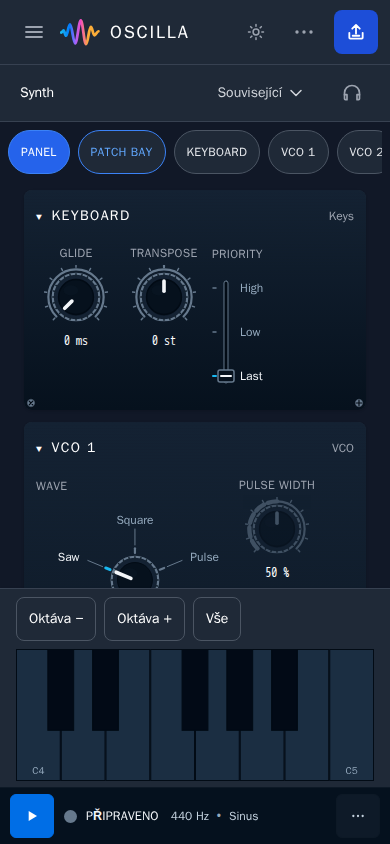 OSCILLA
Synth
Související
PANEL
PATCH BAY
KEYBOARD
VCO 1
VCO 2
KEYBOARD
Keys
GLIDE
TRANSPOSE
PRIORITY
High
Low
Last
0 ms
0 st
VCO 1
VCO
WAVE
PULSE WIDTH
Square
Saw
Pulse
50 %
Oktáva −
Oktáva +
Vše
C4
C5
PŘIPRAVENO
440 Hz • Sinus